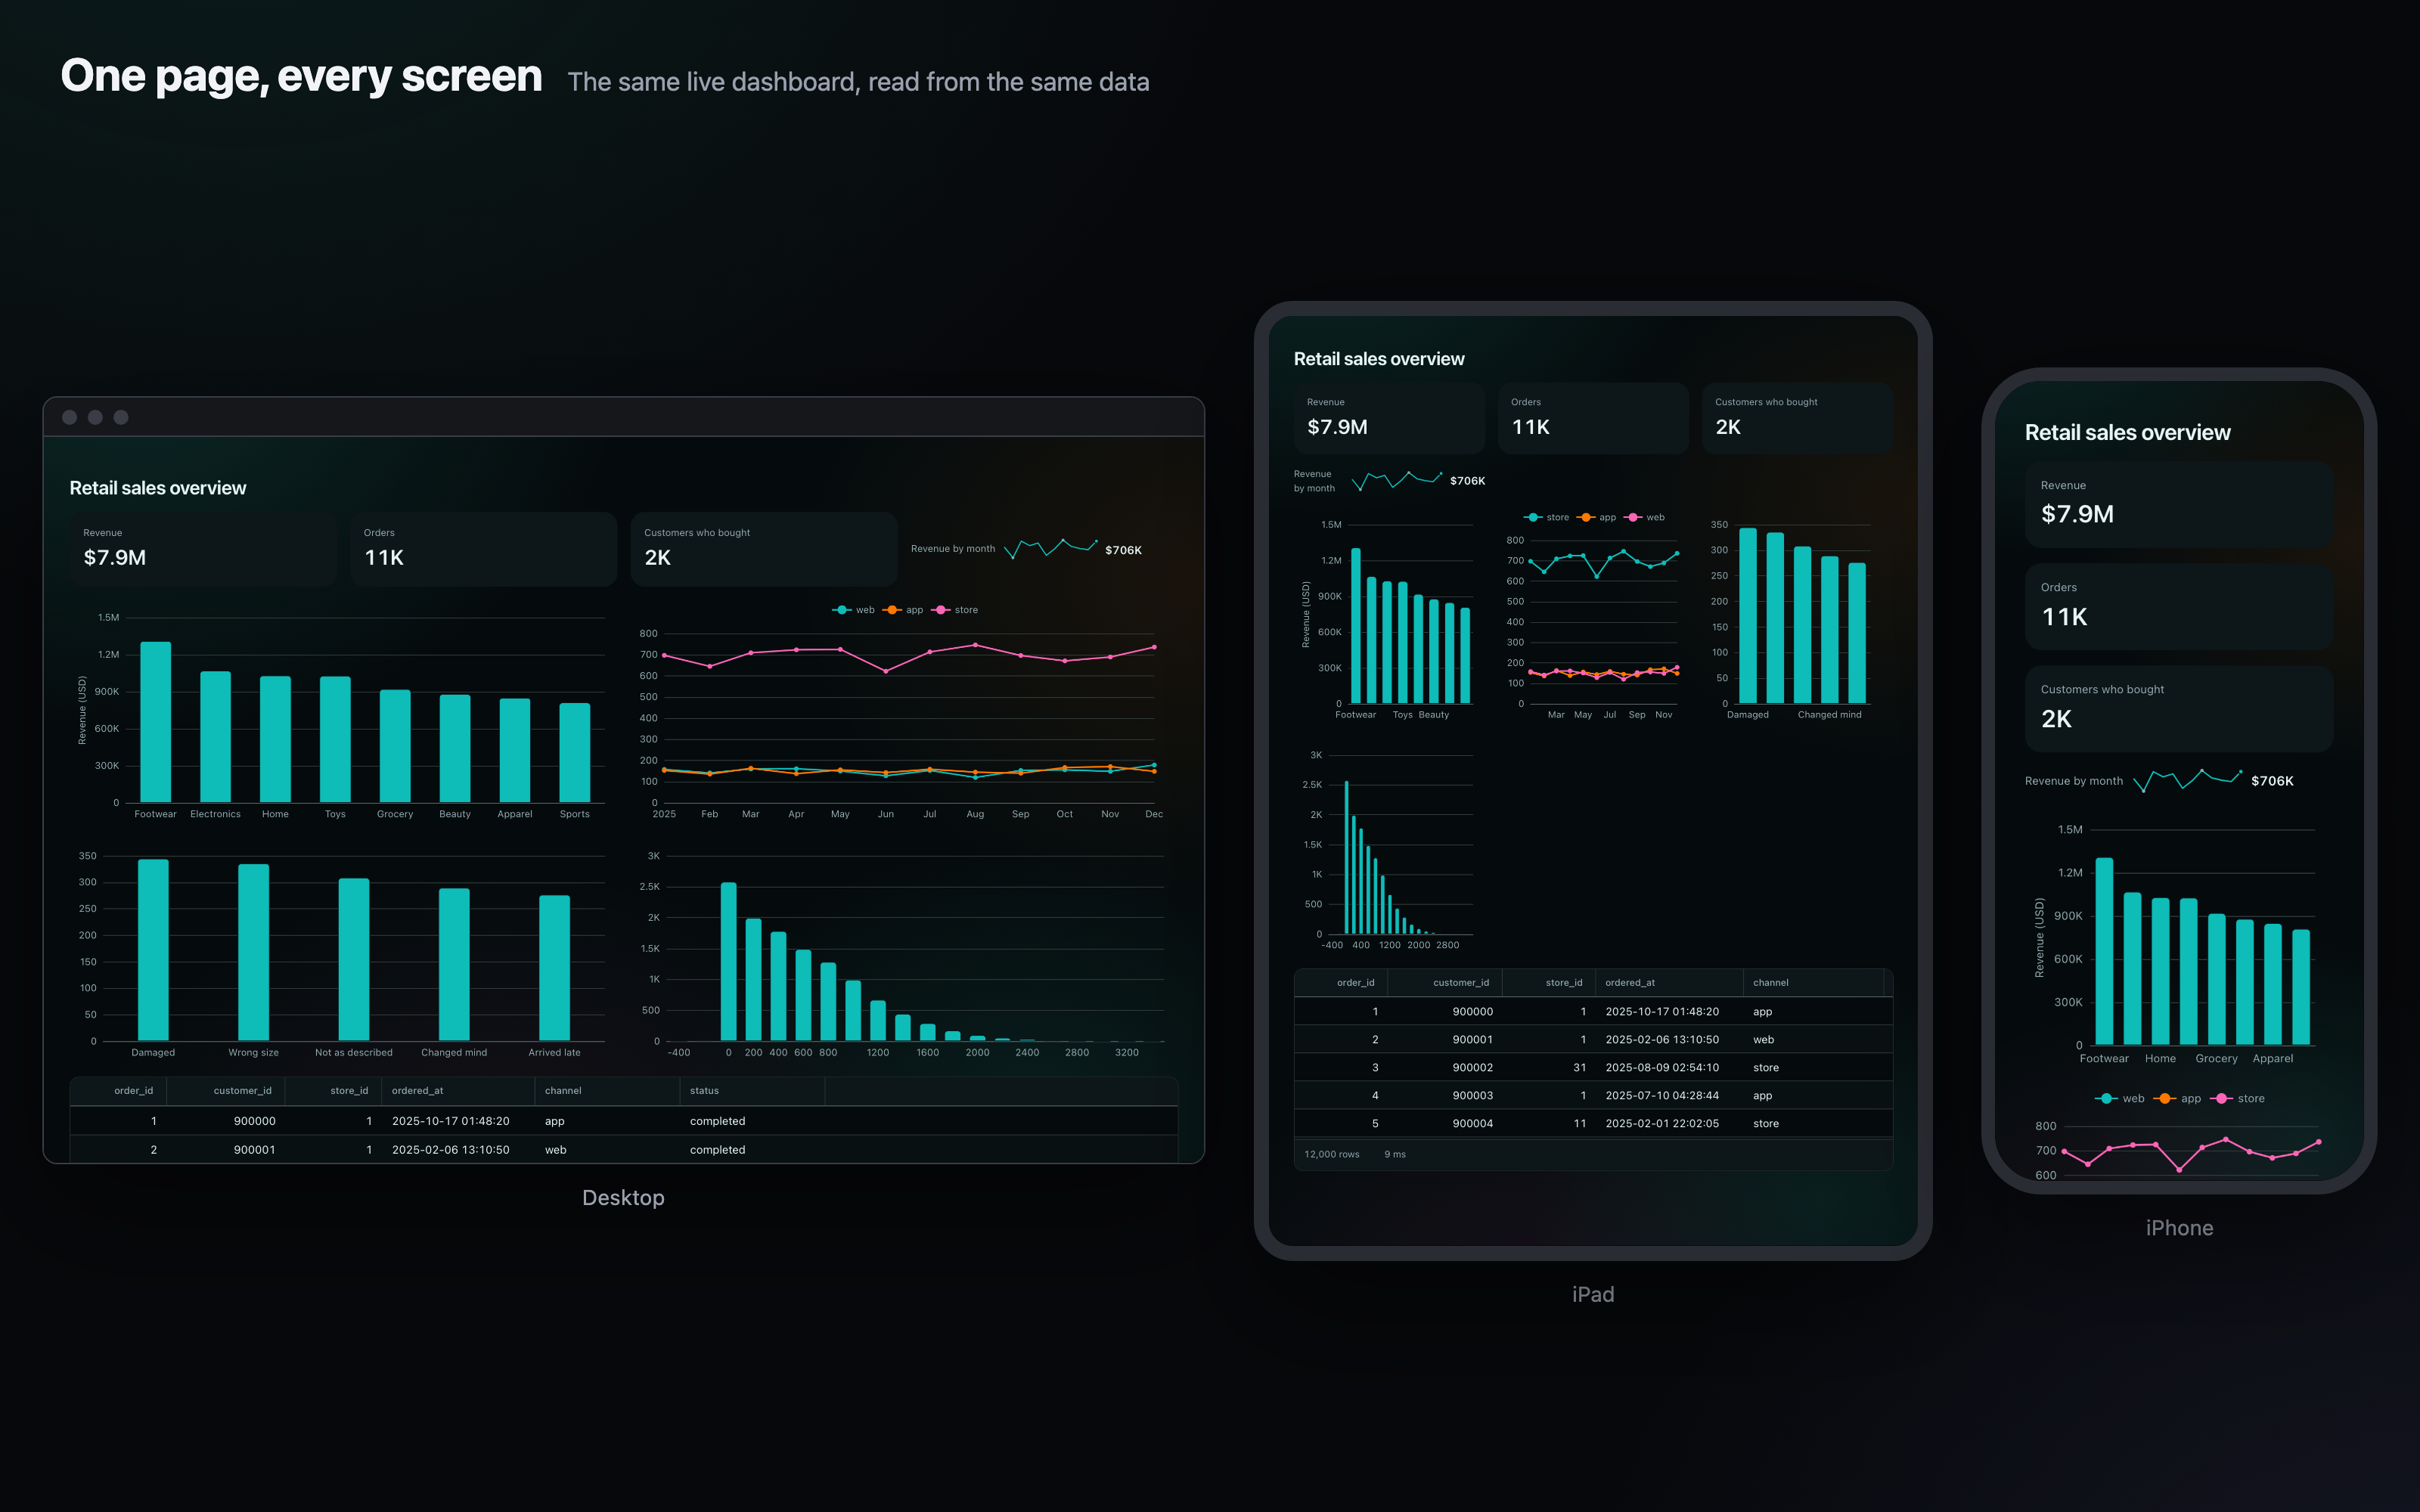 One page, every screen The same live dashboard, read from the same data
Retail sales overview
Revenue
$7.9M
Orders
11K
Customers who bought
2K
Revenue by month $706K
Revenue (USD)
1.5M
1.2M
900K
600K
300K
0
Footwear Electronics Home Toys Grocery Beauty Apparel Sports
web app store
800
700
600
500
400
300
200
100
0
2025 Feb Mar Apr May Jun Jul Aug Sep Oct Nov Dec
350
300
250
200
150
100
50
0
Damaged Wrong size Not as described Changed mind Arrived late
3K
2.5K
2K
1.5K
1K
500
0
-400 0 200 400 600 800 1200 1600 2000 2400 2800 3200
order_id customer_id store_id ordered_at channel status
1 900000 1 2025-10-17 01:48:20 app completed
2 900001 1 2025-02-06 13:10:50 web completed
Desktop
Retail sales overview
Revenue
$7.9M
Orders
11K
Customers who bought
2K
Revenue
by month
$706K
Revenue (USD)
1.5M
1.2M
900K
600K
300K
0
Footwear Toys Beauty
store app web
800
700
600
500
400
300
200
100
0
Mar May Jul Sep Nov
350
300
250
200
150
100
50
0
Damaged Changed mind
3K
2.5K
2K
1.5K
1K
500
0
-400 400 1200 2000 2800
order_id customer_id store_id ordered_at channel
1 900000 1 2025-10-17 01:48:20 app
2 900001 1 2025-02-06 13:10:50 web
3 900002 31 2025-08-09 02:54:10 store
4 900003 1 2025-07-10 04:28:44 app
5 900004 11 2025-02-01 22:02:05 store
12,000 rows 9 ms
iPad
Retail sales overview
Revenue
$7.9M
Orders
11K
Customers who bought
2K
Revenue by month $706K
Revenue (USD)
1.5M
1.2M
900K
600K
300K
0
Footwear Home Grocery Apparel
web app store
800
700
600
iPhone